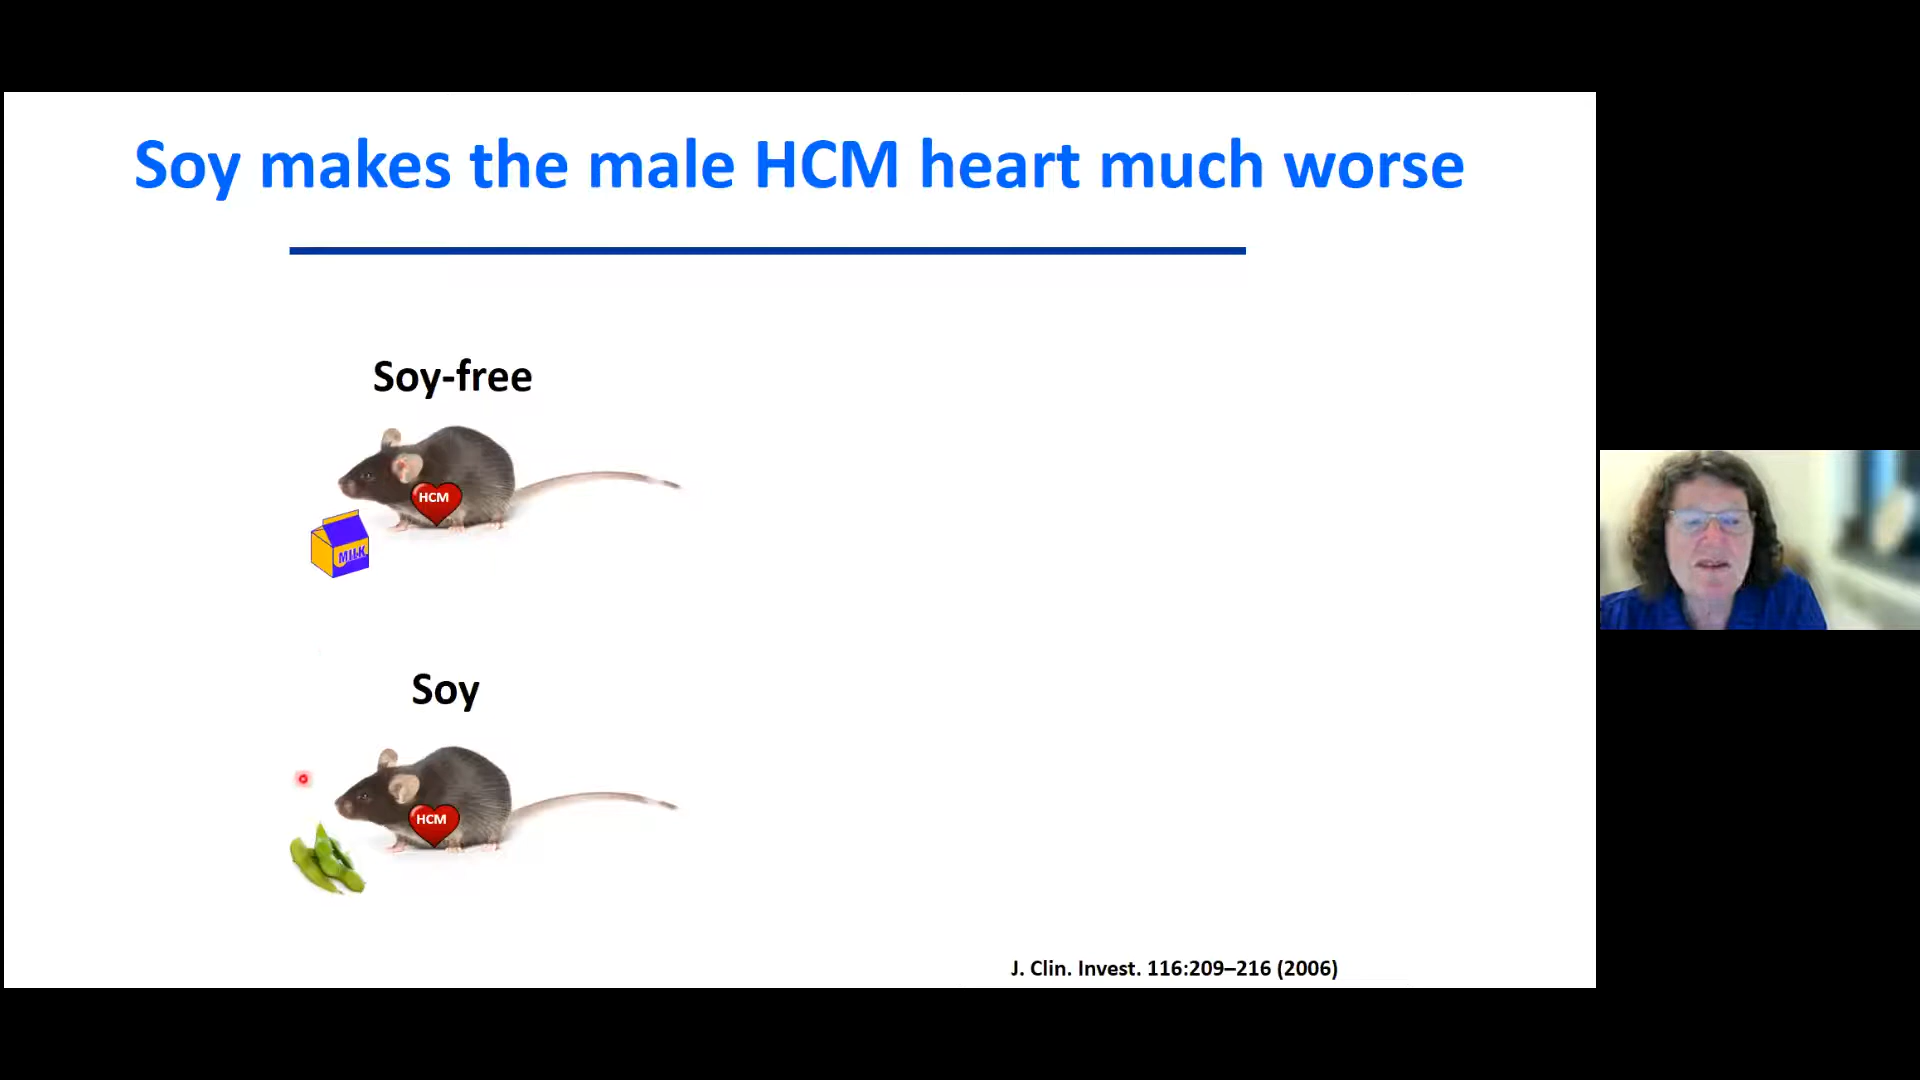 Soy makes the male HCM heart much worse
Soy-free
HCM
MILK
Soy
HCM
J. Clin. Invest. 116:209–216 (2006)